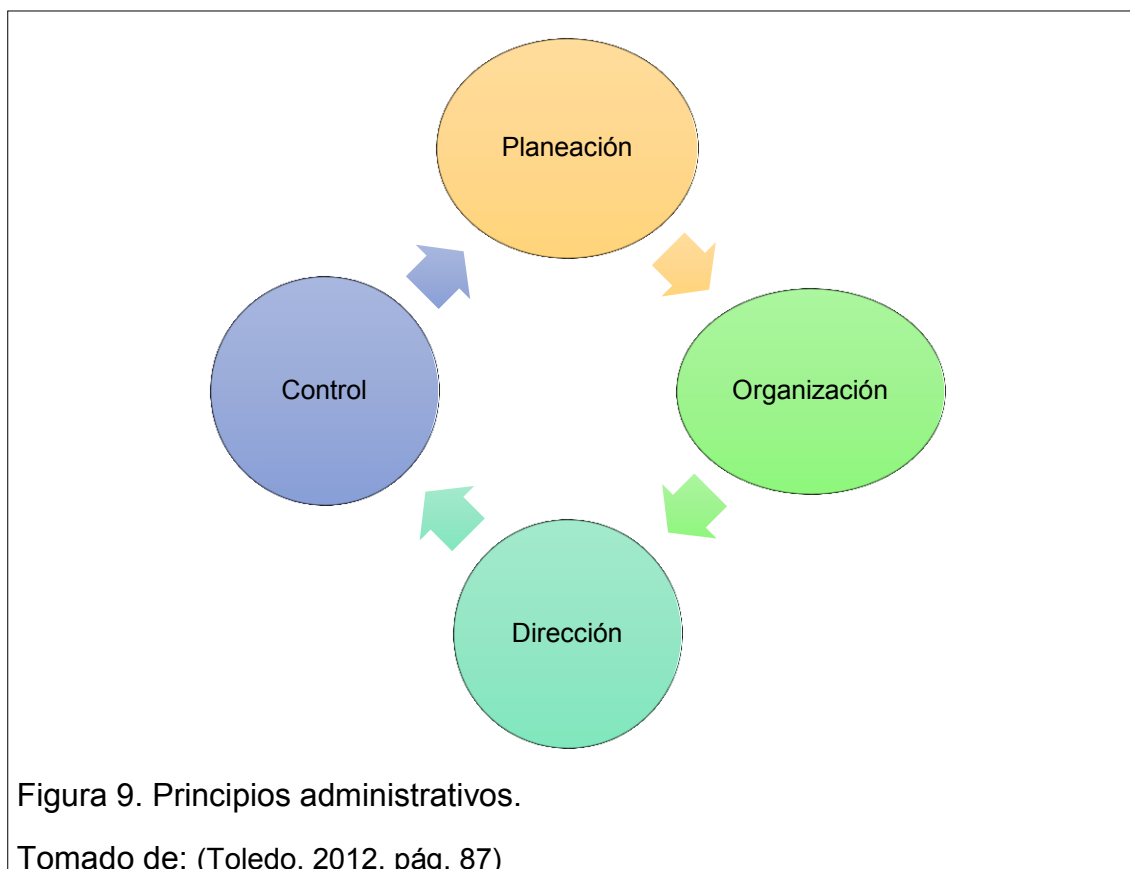 Planeación
Control
Organización
Dirección
Figura 9. Principios administrativos.
Tomado de: (Toledo, 2012, pág. 87)